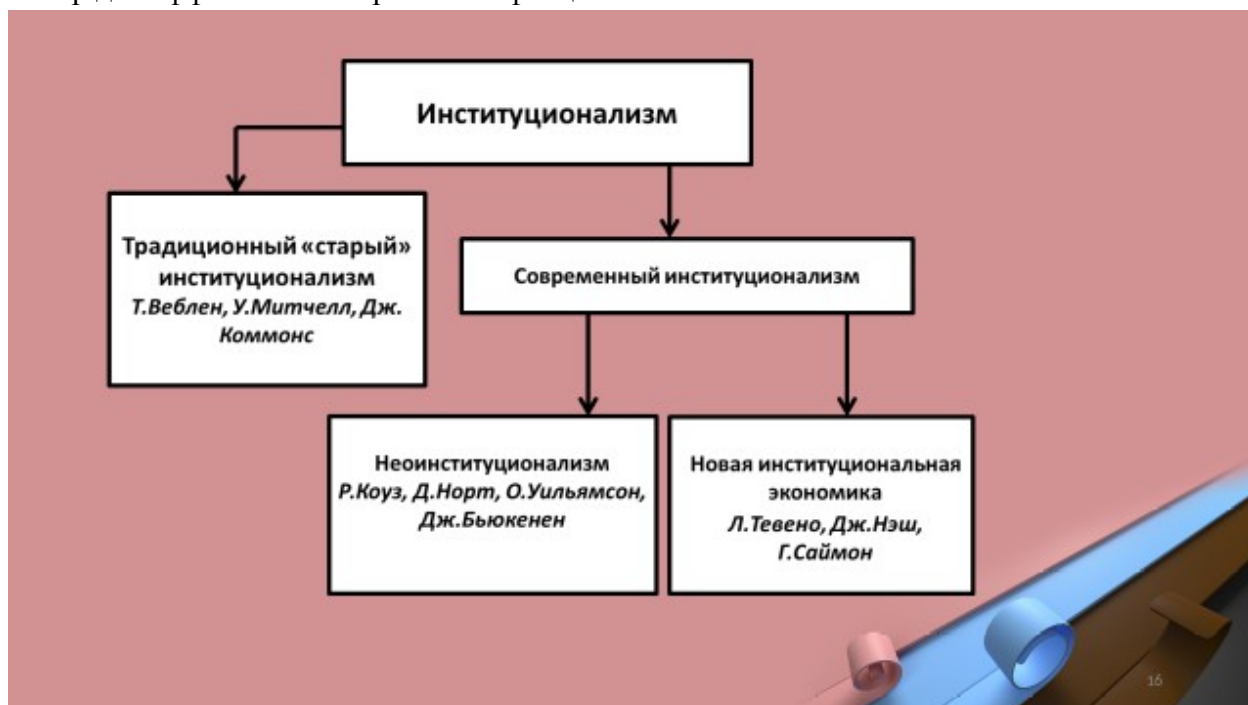 Институционализм
Традиционный «старый»
институционализм
Т.Веблен, У.Митчелл, Дж.
Коммонс
Современный институционализм
Неоинституционализм
Р.Коуз, Д.Норт, О.Уильямсон,
Дж.Бьюкенен
Новая институциональная
экономика
Л.Тевено, Дж.Нэш,
Г.Саймон
16